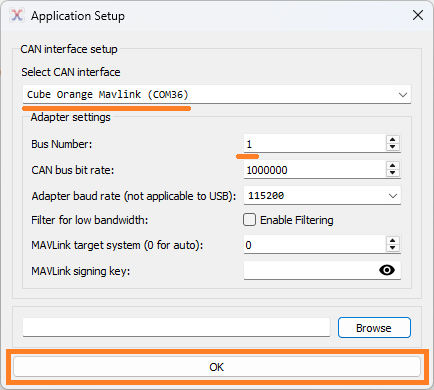 Application Setup
CAN interface setup
Select CAN interface
Cube Orange Mavlink (COM36)
Adapter settings
Bus Number: 1
CAN bus bit rate: 1000000
Adapter baud rate (not applicable to USB): 115200
Filter for low bandwidth: Enable Filtering
MAVLink target system (0 for auto): 0
MAVLink signing key:
Browse
OK